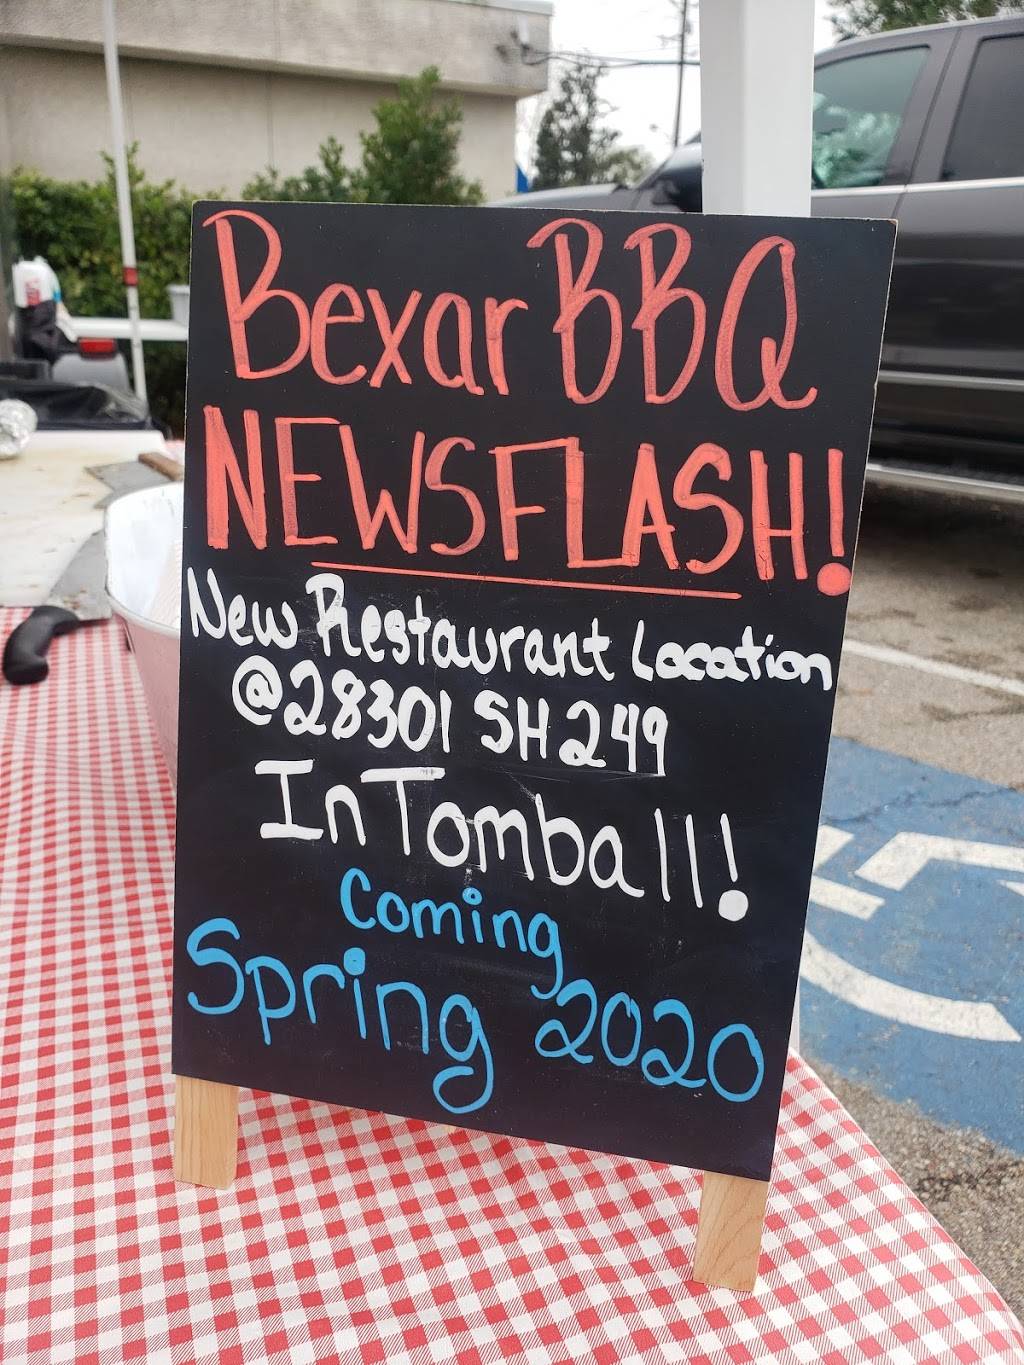 Bexar BBQ
NEWSFLASH!
New Restaurant Location
@28301 SH249
In Tomball!
Coming
Spring 2020